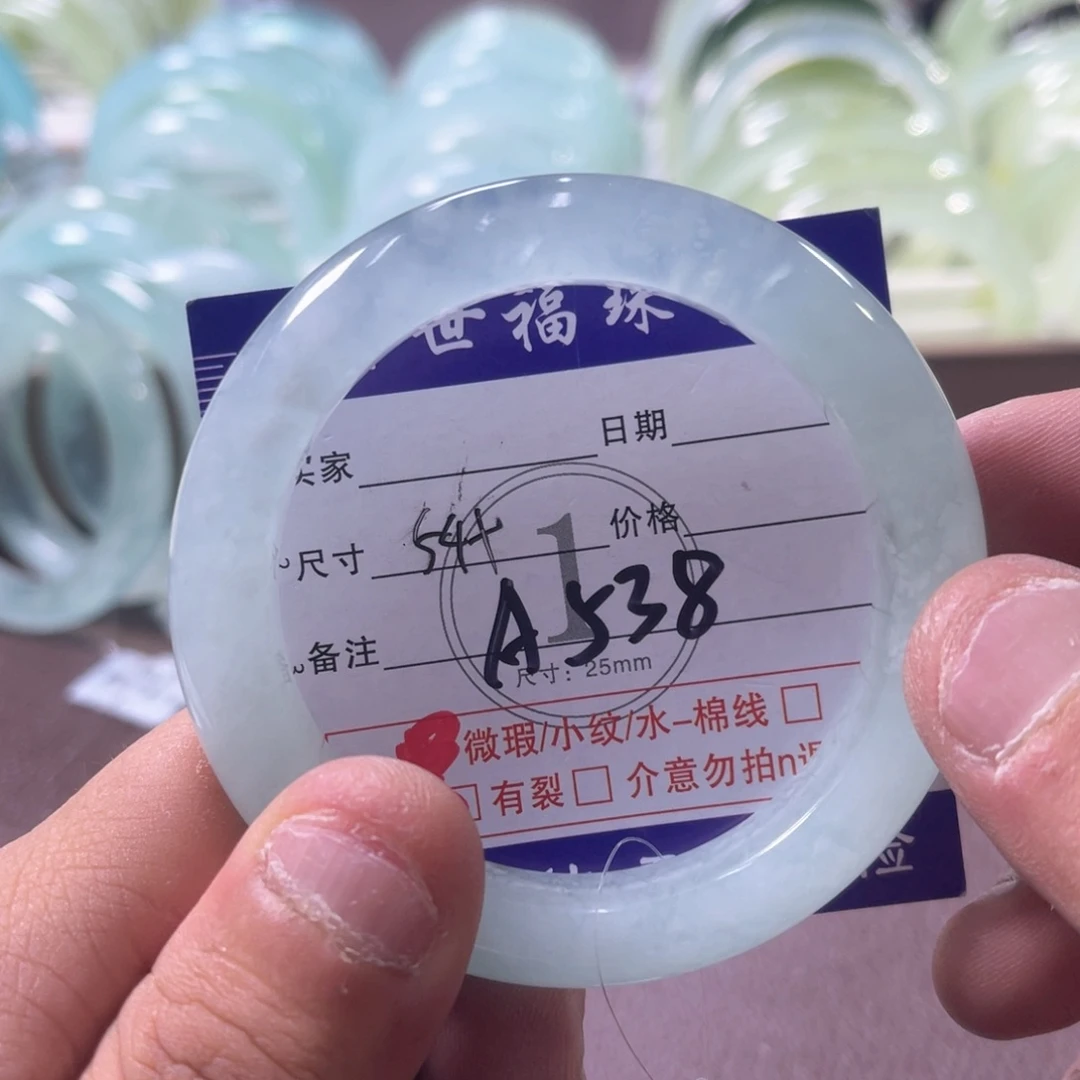 世福珠
买家 日期
尺寸 54+ 价格
1
备注 A538
尺寸：25mm
微瑕/小纹/水-棉线 □
□ 有裂 □ 介意勿拍n